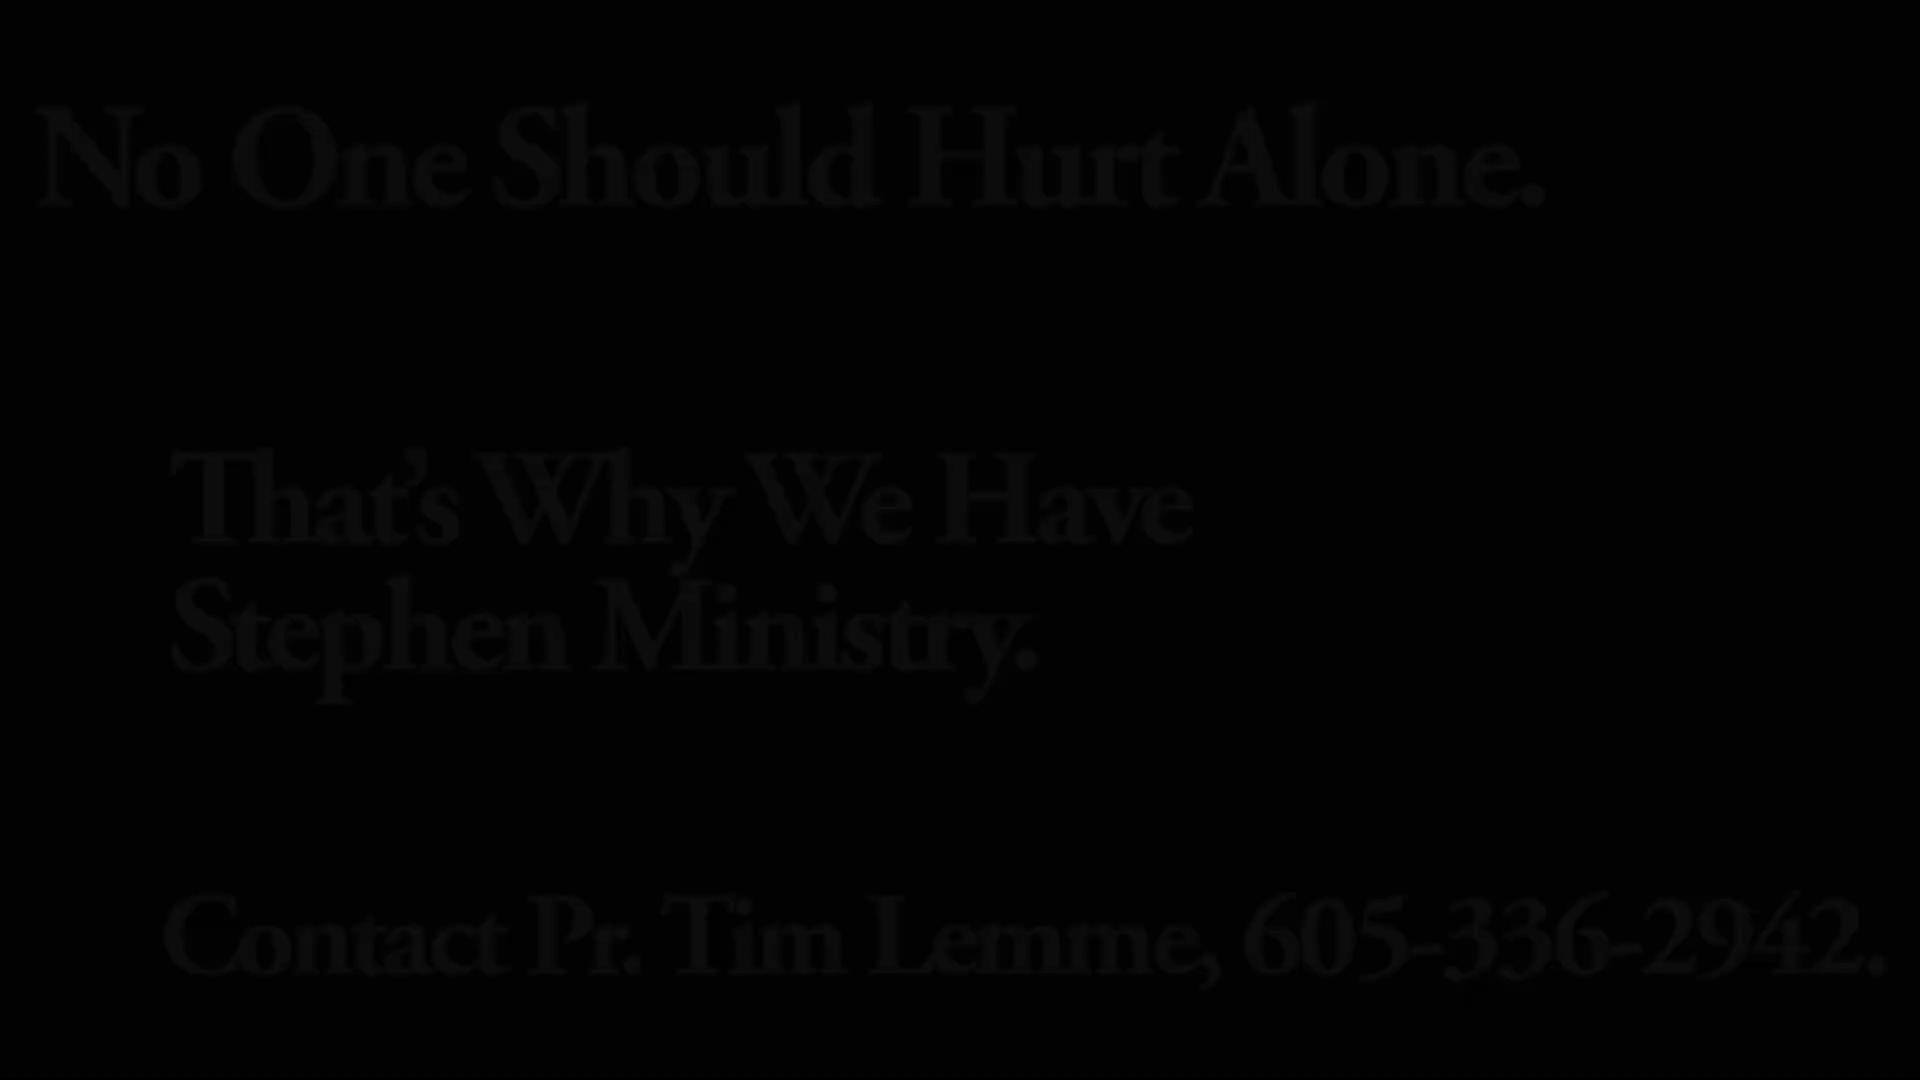 No One Should Hurt Alone.
That’s Why We Have
Stephen Ministry.
Contact Pr. Tim Lemme, 605-336-2942.